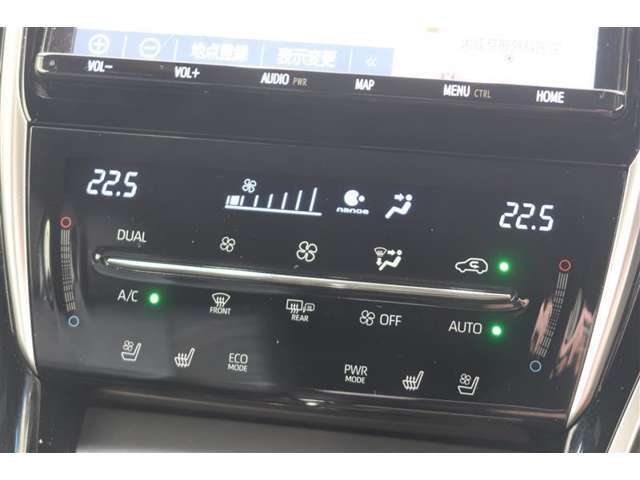 地点登録 表示変更 «
VOL− VOL+ AUDIO PWR MAP MENU CTRL HOME
22.5 nanoe 22.5
DUAL
A/C FRONT REAR OFF AUTO
ECO MODE PWR MODE